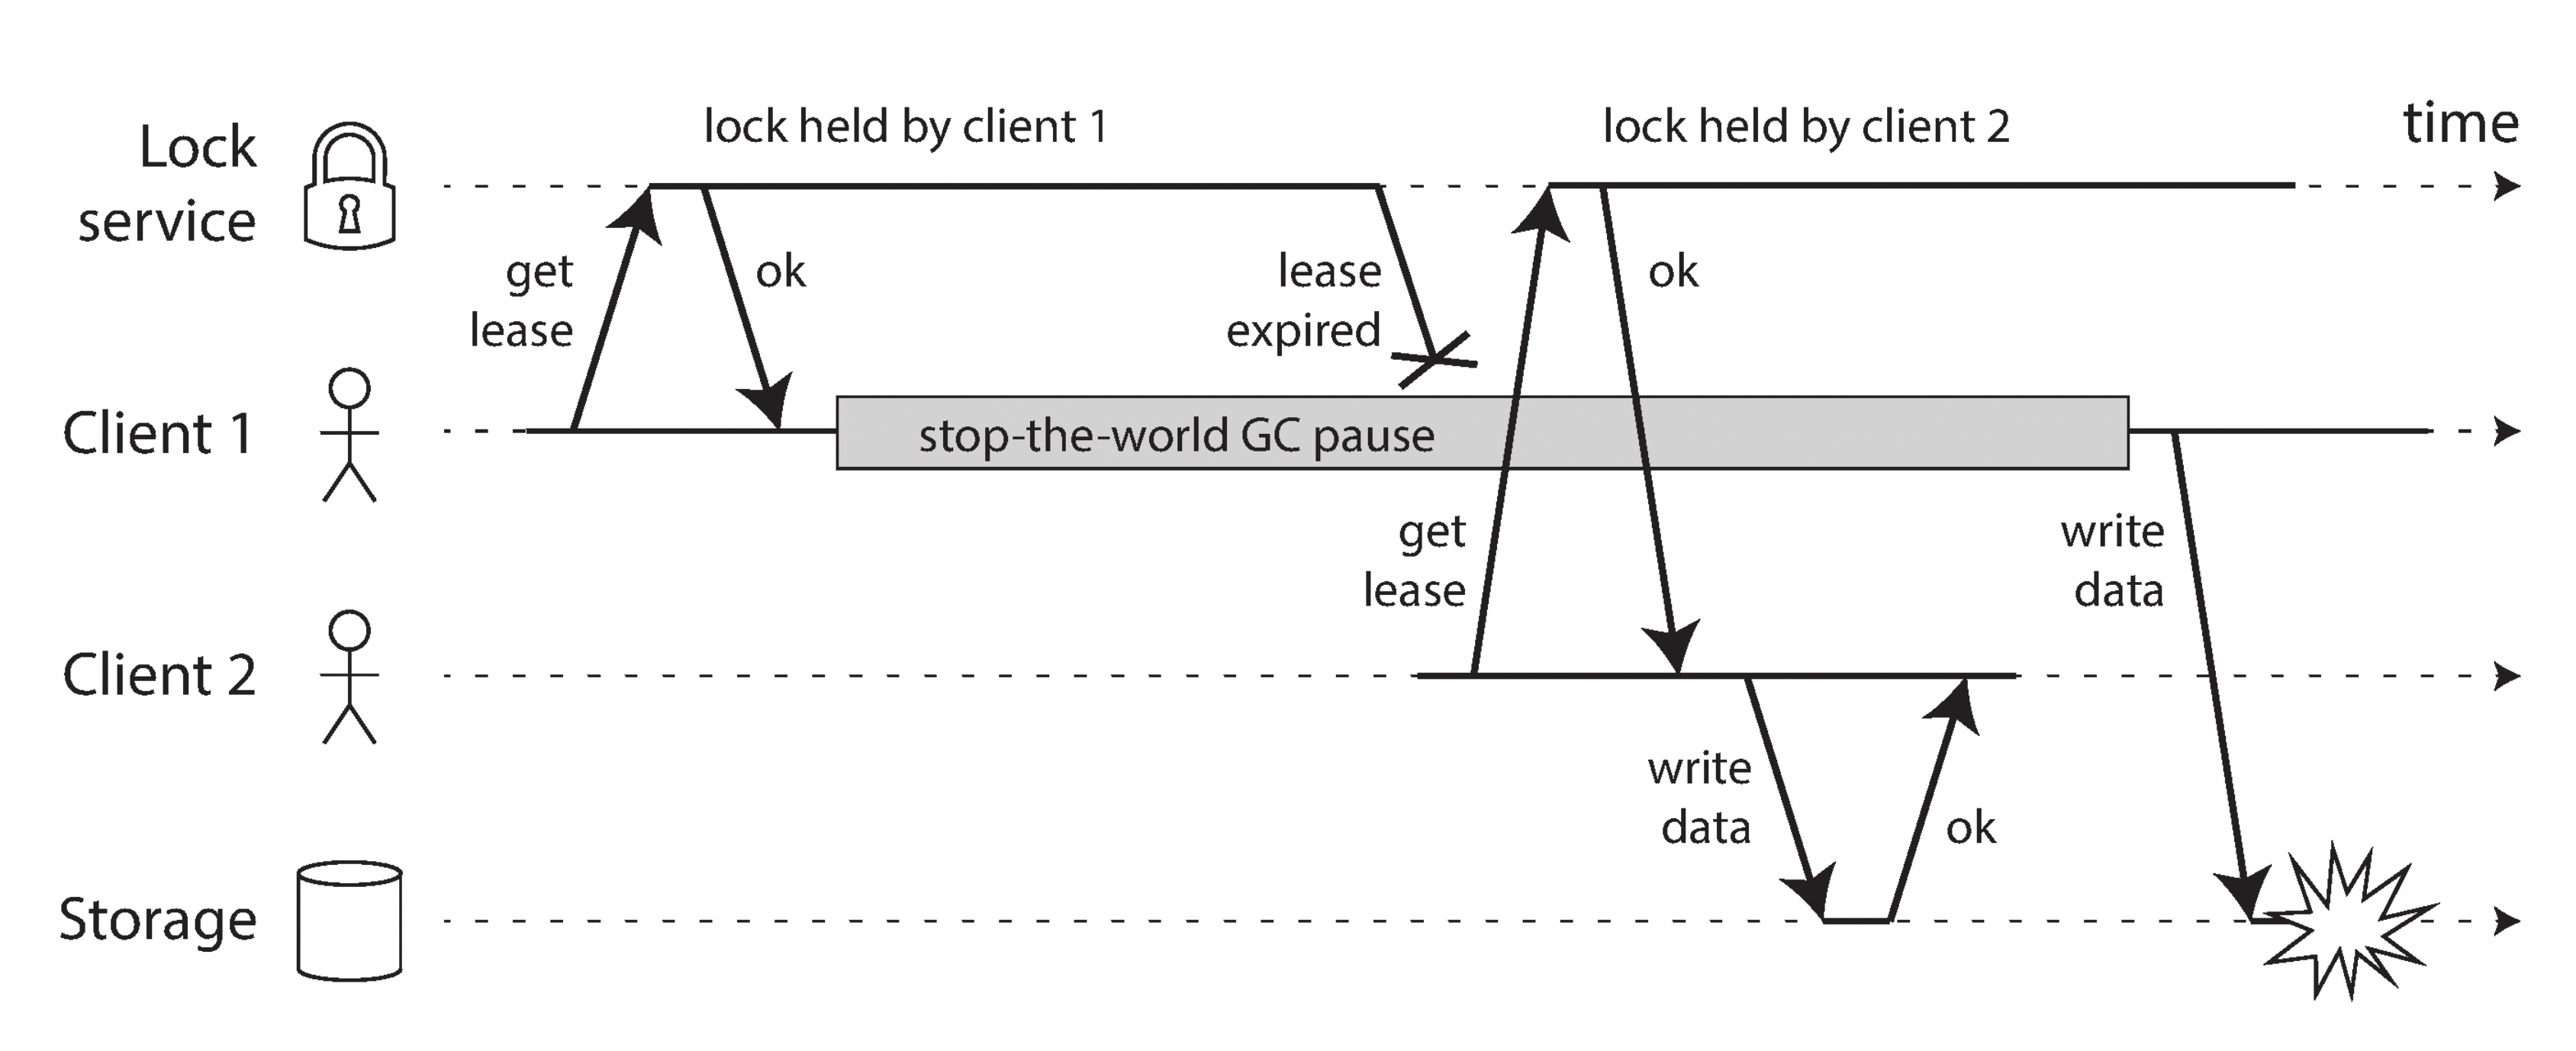 lock held by client 1
lock held by client 2
time
Lock
service
get
lease
ok
lease
expired
ok
Client 1
stop-the-world GC pause
get
lease
write
data
Client 2
write
data
ok
Storage